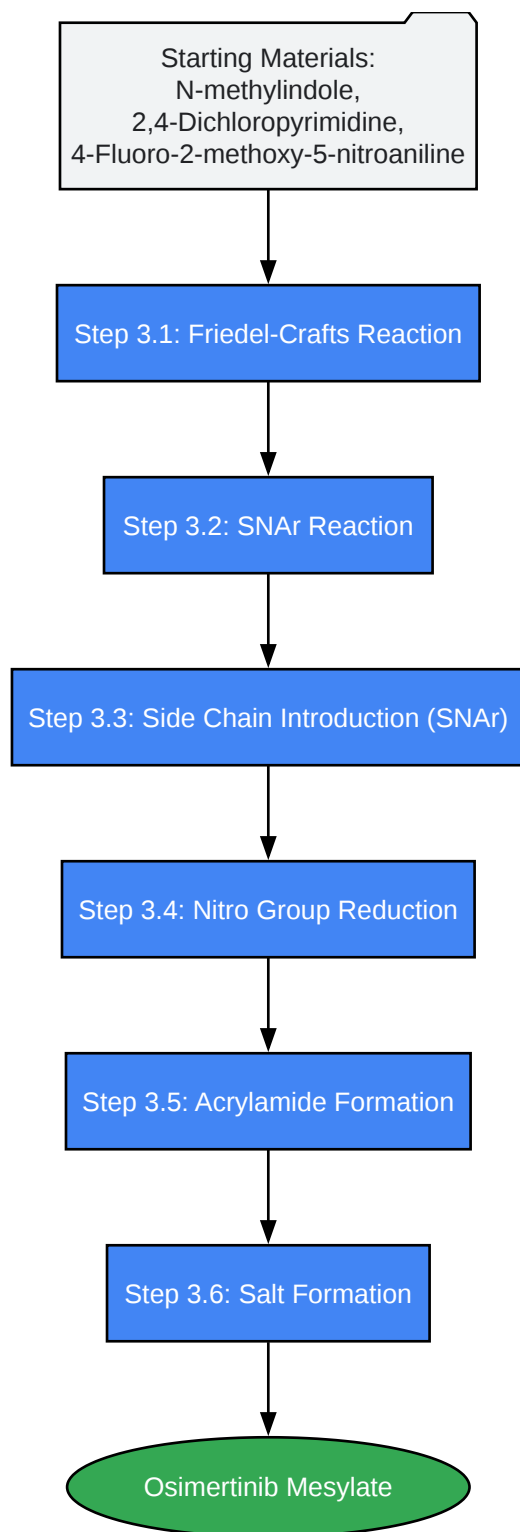 Starting Materials:
N-methylindole,
2,4-Dichloropyrimidine,
4-Fluoro-2-methoxy-5-nitroaniline
Step 3.1: Friedel-Crafts Reaction
Step 3.2: SNAr Reaction
Step 3.3: Side Chain Introduction (SNAr)
Step 3.4: Nitro Group Reduction
Step 3.5: Acrylamide Formation
Step 3.6: Salt Formation
Osimertinib Mesylate